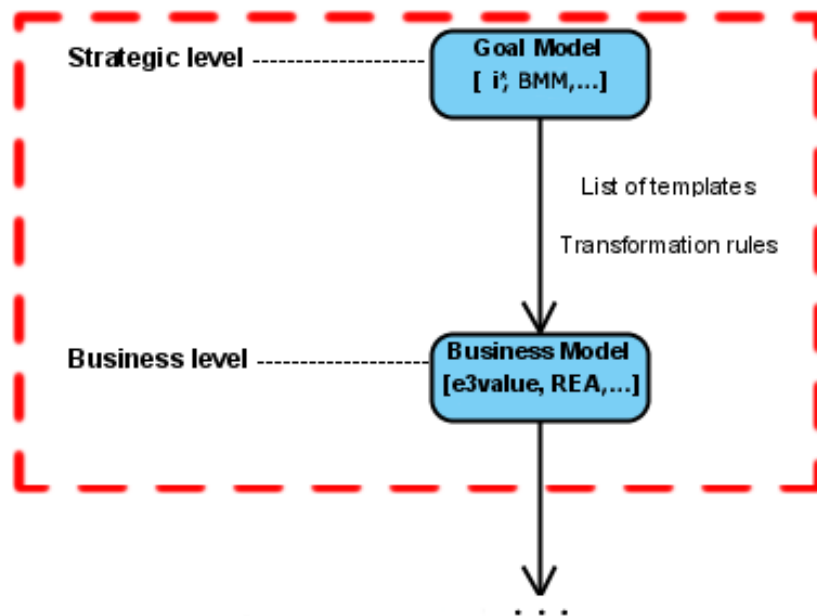 Strategic level
Goal Model
[ i*, BMM,...]
List of templates
Transformation rules
Business level
Business Model
[e3value, REA,...]
...